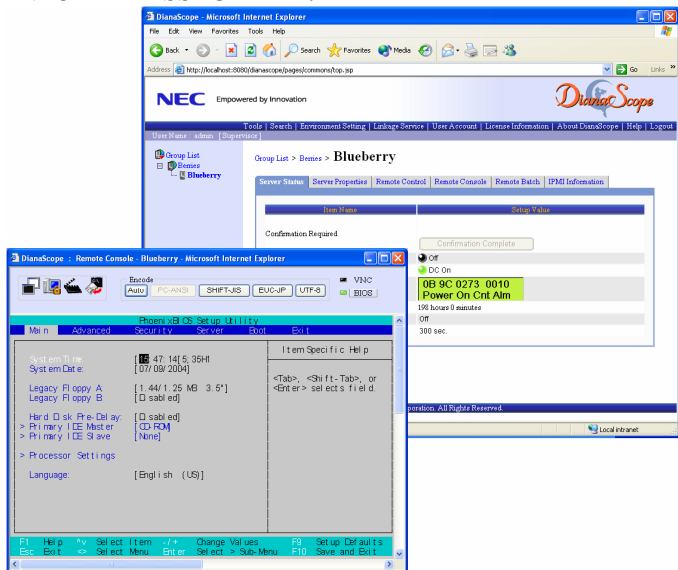 DianaScope - Microsoft Internet Explorer
File Edit View Favorites Tools Help
Back Search Favorites Media
Address http://localhost:8080/dianascope/pages/commons/top.jsp Go Links »
NEC Empowered by Innovation DianaScope
Tools | Search | Environment Setting | Linkage Service | User Account | License Information | About DianaScope | Help | Logout
User Name : admin [Supervisor]
Group List
Berries
Blueberry
Group List > Berries > Blueberry
Server Status Server Properties Remote Control Remote Console Remote Batch IPMI Information
Item Name Setup Value
Confirmation Required
Confirmation Complete
Off
DC On
0B 9C 0273 0010
Power On Cnt Alm
198 hours 0 minutes
Off
300 sec.
poration. All Rights Reserved.
Local intranet
DianaScope : Remote Console - Blueberry - Microsoft Internet Explorer
Encode
Auto PC-ANSI SHIFT-JIS EUC-JP UTF-8
VNC
BIOS
PhoenixBIOS Setup Utility
Main Advanced Security Server Boot Exit
Item Specific Help
System Time: [15:47:14[5;35H]
System Date: [07/09/2004]
<Tab>, <Shift-Tab>, or
<Enter> selects field.
Legacy Floppy A: [1.44/1.25 MB 3.5"]
Legacy Floppy B: [Disabled]
Hard Disk Pre-Delay: [Disabled]
> Primary IDE Master [CD-ROM]
> Primary IDE Slave [None]
> Processor Settings
Language: [English (US)]
F1 Help ^v Select Item -/+ Change Values F9 Setup Defaults
Esc Exit <> Select Menu Enter Select > Sub-Menu F10 Save and Exit